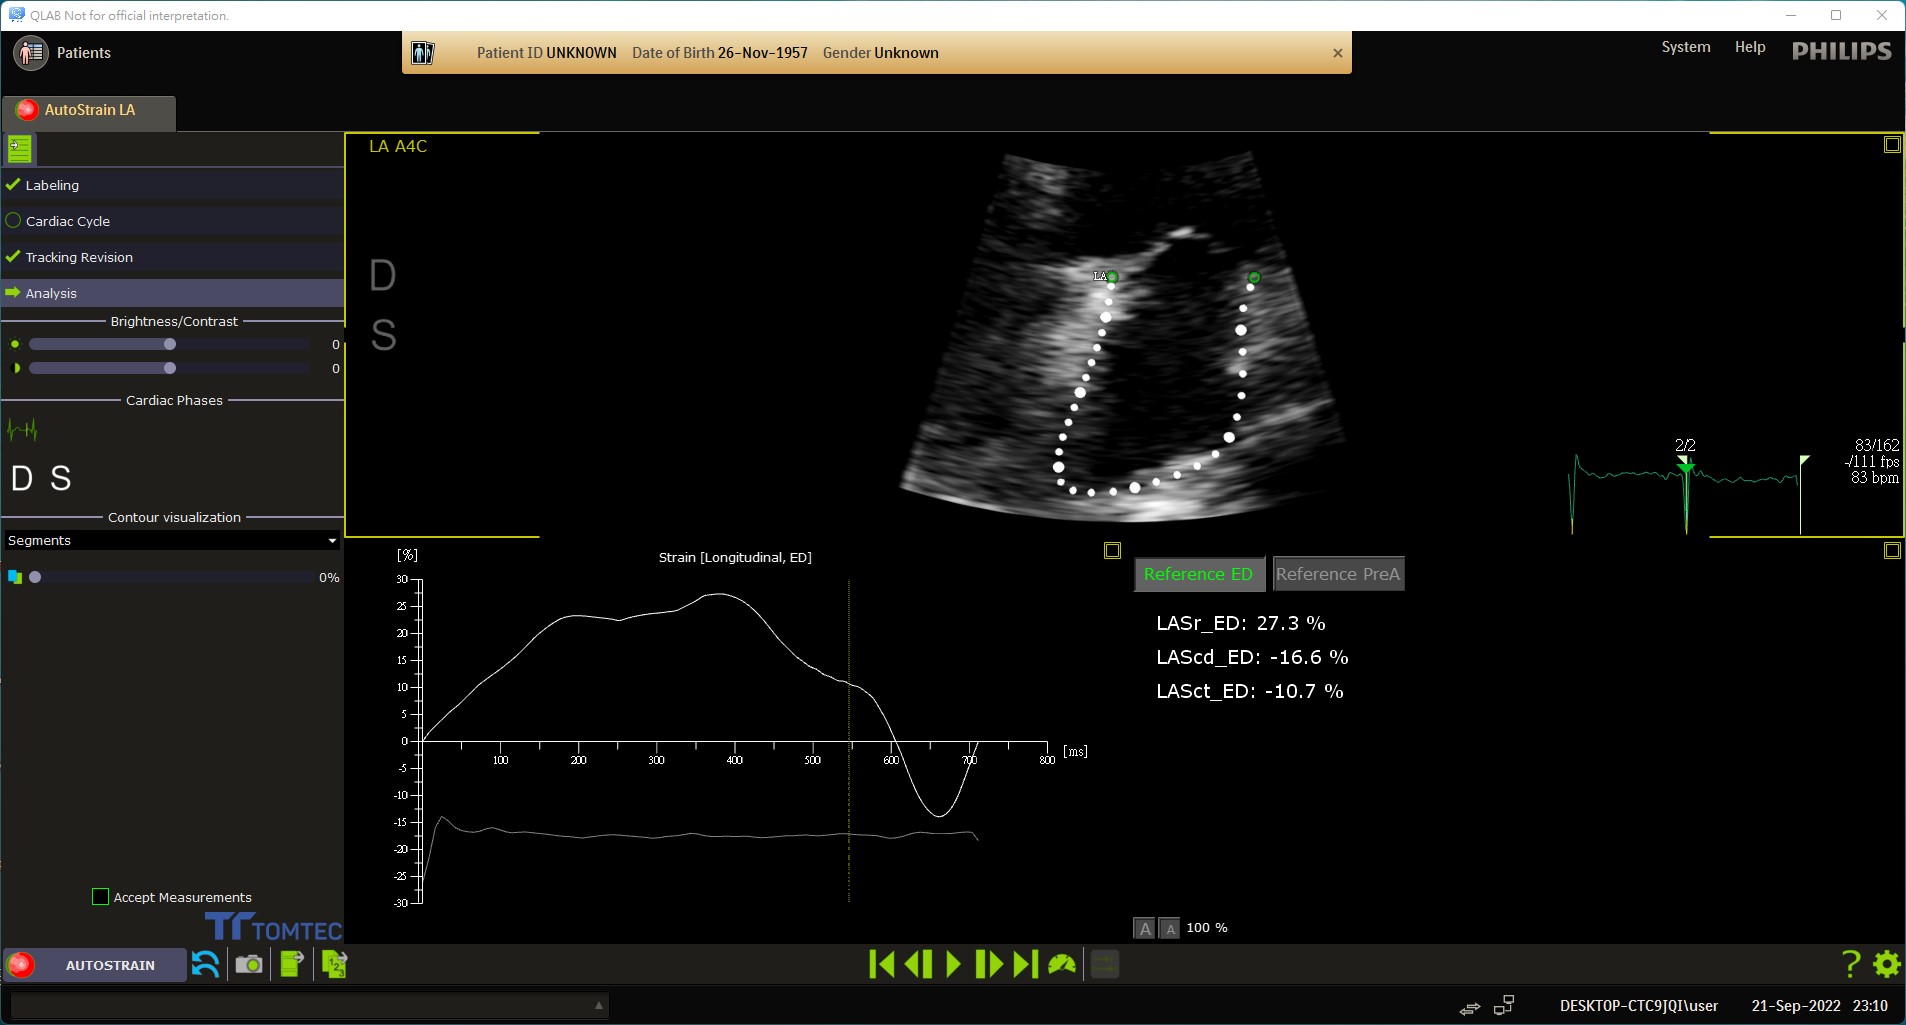 QLAB Not for official interpretation.
Patients
Patient ID UNKNOWN Date of Birth 26-Nov-1957 Gender Unknown
System Help PHILIPS
AutoStrain LA
Labeling
Cardiac Cycle
Tracking Revision
Analysis
Brightness/Contrast
0
0
Cardiac Phases
D S
Contour visualization
Segments
0%
Accept Measurements
TOMTEC
LA A4C
D
S
LA
2/2
83/162
-/111 fps
83 bpm
[%]
Strain [Longitudinal, ED]
30
25
20
15
10
5
0
-5
-10
-15
-20
-25
-30
100 200 300 400 500 600 700 800 [ms]
Reference ED Reference PreA
LASr_ED: 27.3 %
LAScd_ED: -16.6 %
LASct_ED: -10.7 %
A A 100 %
AUTOSTRAIN
123
?
DESKTOP-CTC9JQI\user 21-Sep-2022 23:10